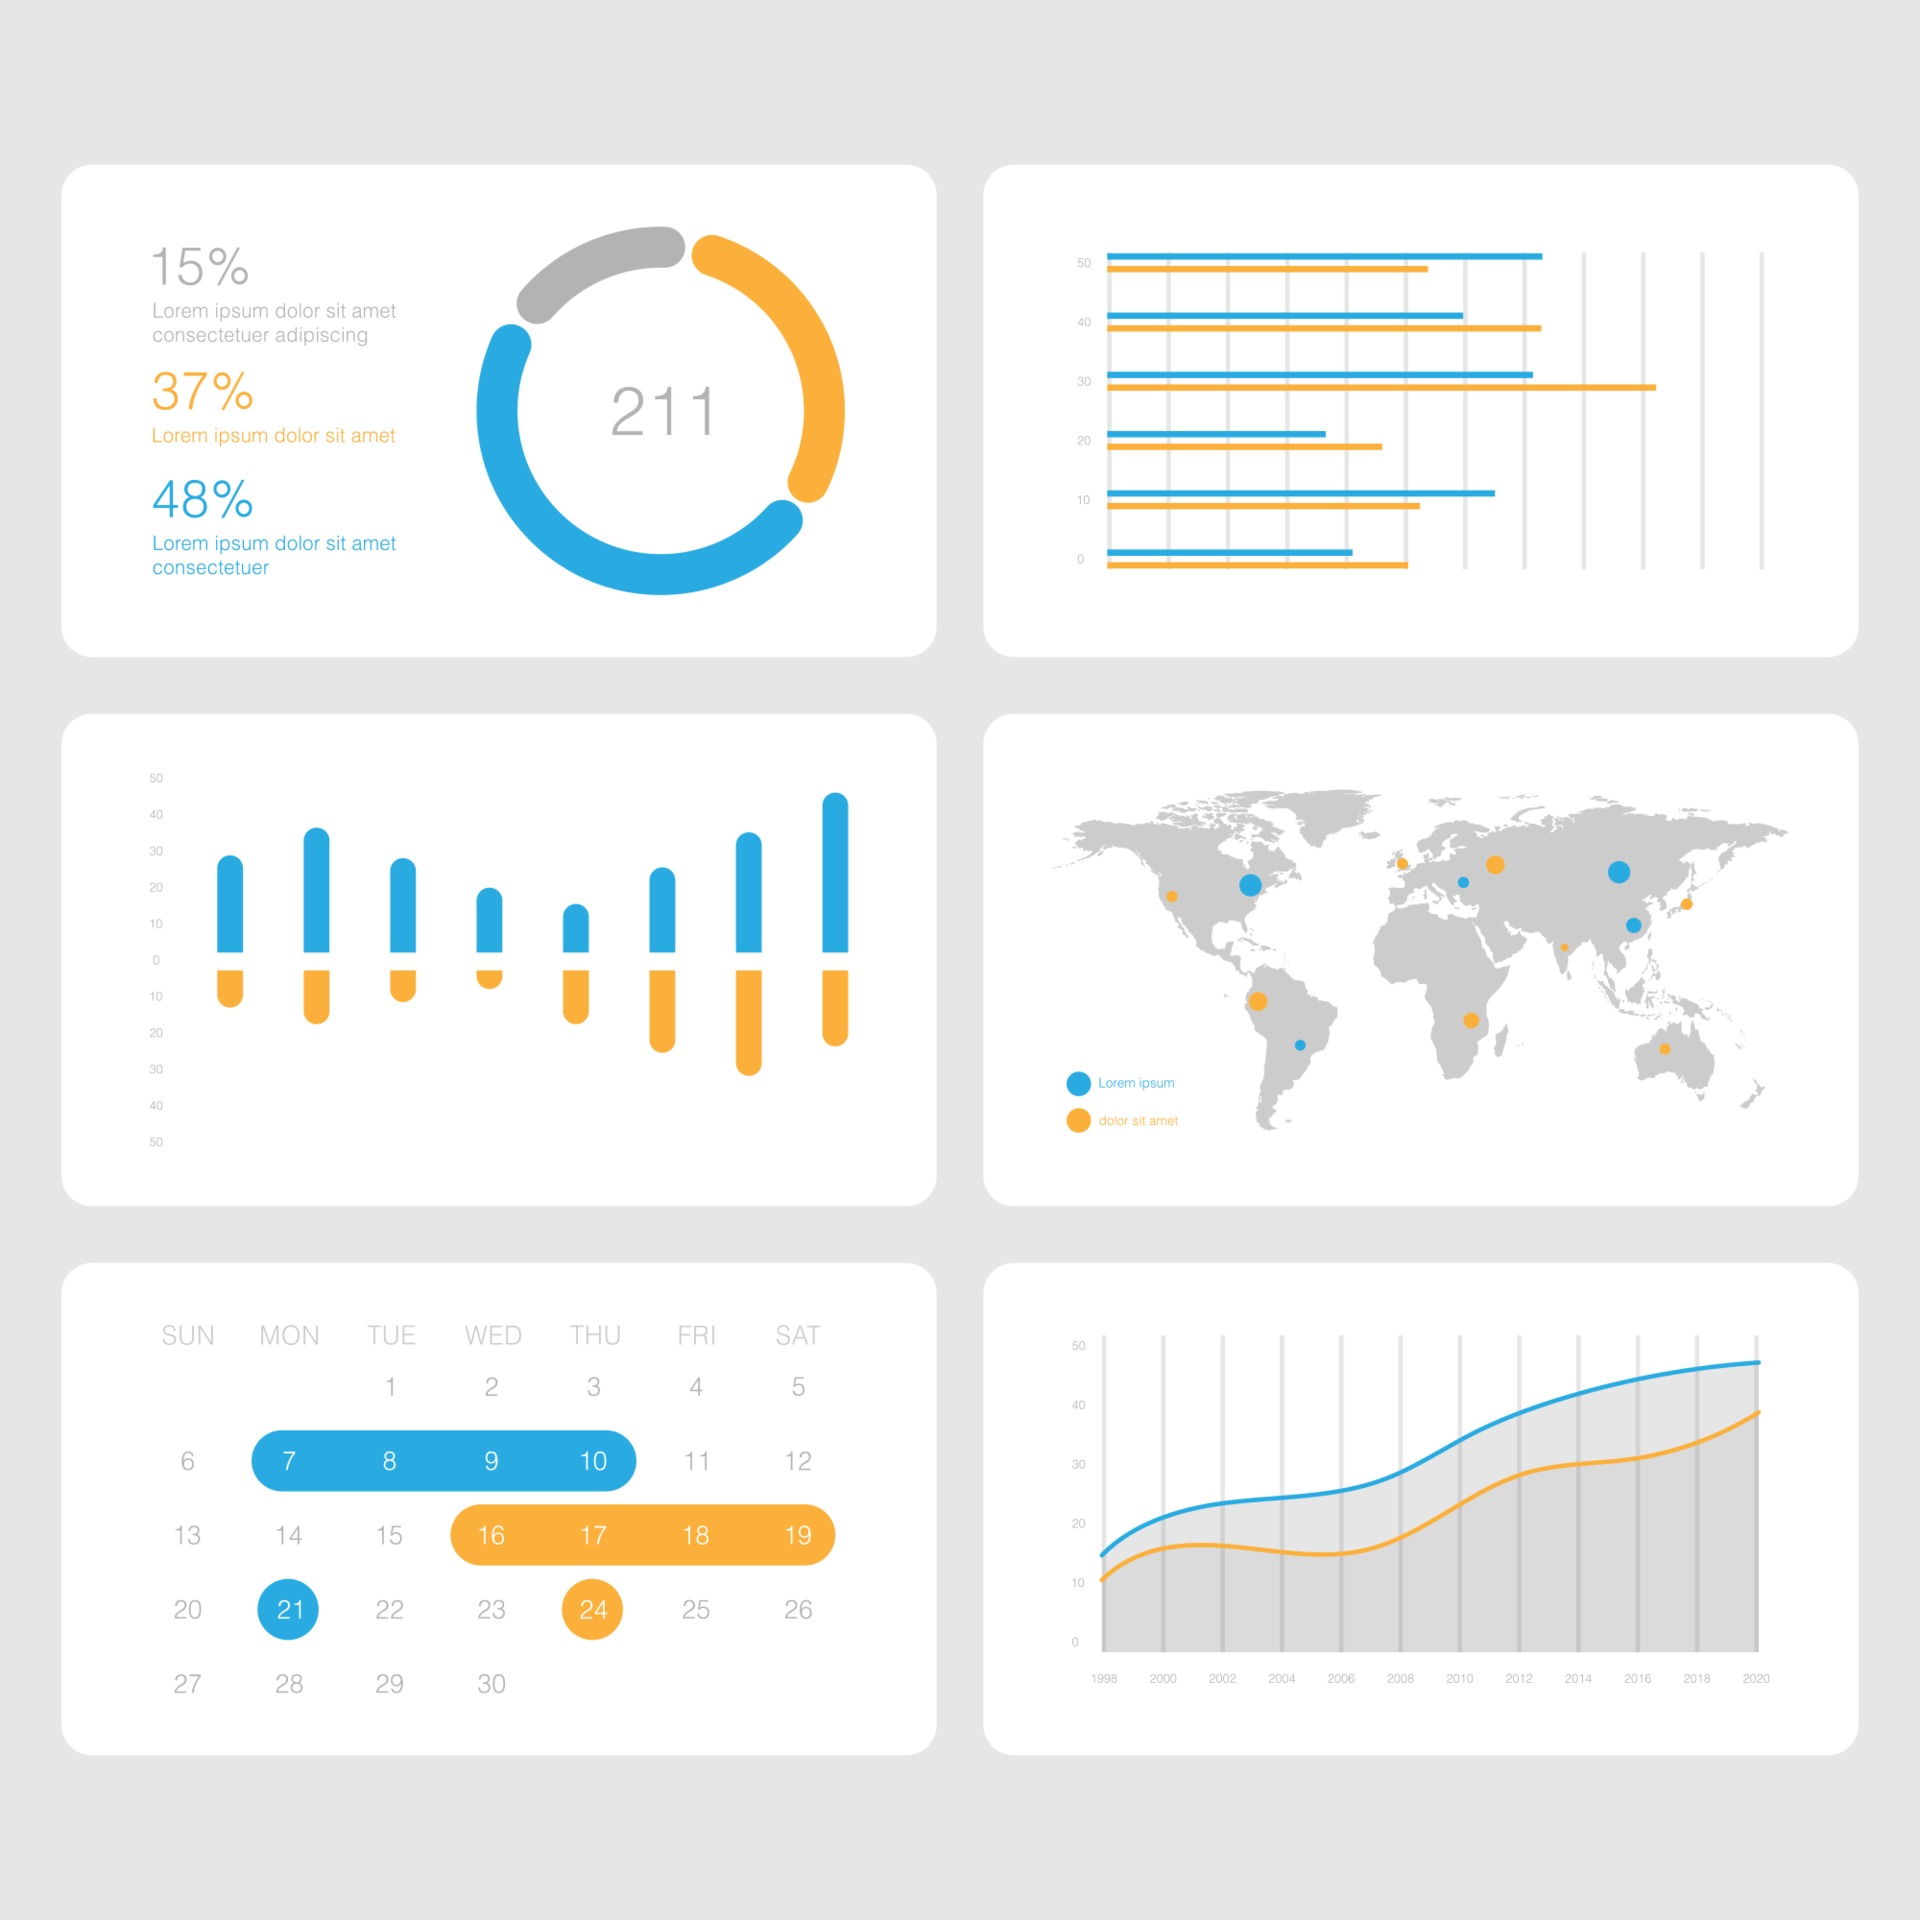 15%
Lorem ipsum dolor sit amet
consectetuer adipiscing
37%
Lorem ipsum dolor sit amet
48%
Lorem ipsum dolor sit amet
consectetuer
211
50
40
30
20
10
0
50
40
30
20
10
0
10
20
30
40
50
Lorem ipsum
dolor sit amet
SUN MON TUE WED THU FRI SAT
1 2 3 4 5
6 7 8 9 10 11 12
13 14 15 16 17 18 19
20 21 22 23 24 25 26
27 28 29 30
50
40
30
20
10
0
1998 2000 2002 2004 2006 2008 2010 2012 2014 2016 2018 2020